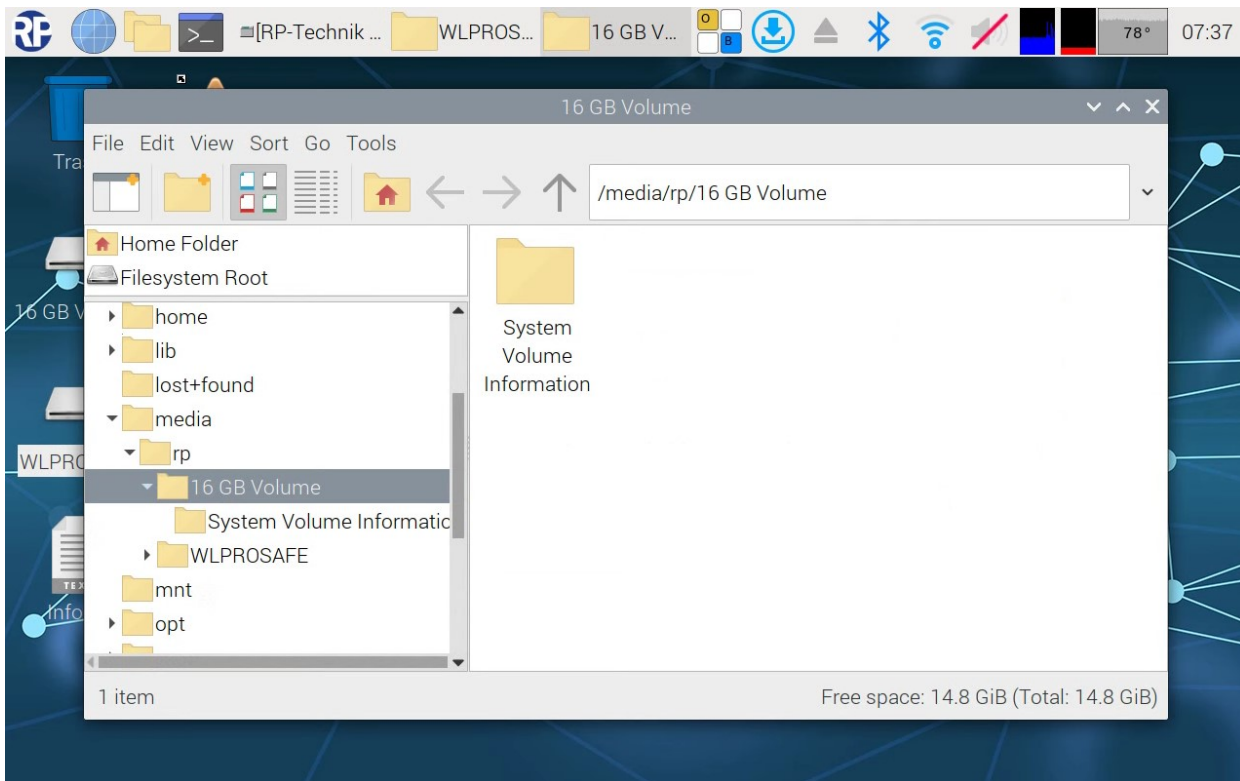 RP
>_
[RP-Technik ...
WLPROS...
16 GB V...
O
B
78°
07:37
16 GB Volume
File Edit View Sort Go Tools
/media/rp/16 GB Volume
Home Folder
Filesystem Root
home
lib
lost+found
media
rp
16 GB Volume
System Volume Informatic
WLPROSAFE
mnt
opt
System
Volume
Information
1 item
Free space: 14.8 GiB (Total: 14.8 GiB)
Tra
16 GB V
WLPRO
TEX
Info